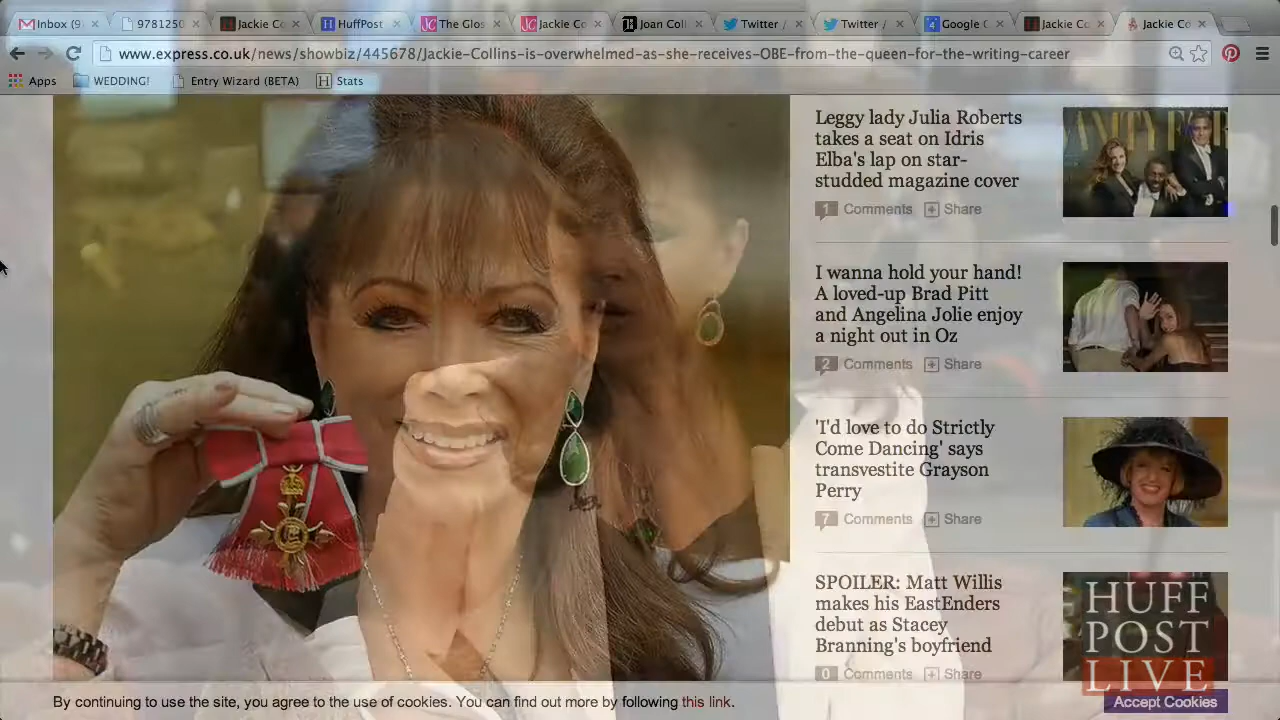 Inbox (9
9781250
Jackie Co
HuffPost
The Glos
Jackie Co
Joan Coll
Twitter /
Twitter /
Google C
Jackie Co
Jackie Co
www.express.co.uk/news/showbiz/445678/Jackie-Collins-is-overwhelmed-as-she-receives-OBE-from-the-queen-for-the-writing-career
Apps
WEDDING!
Entry Wizard (BETA)
Stats
Leggy lady Julia Roberts
takes a seat on Idris
Elba's lap on star-
studded magazine cover
1 Comments Share
VANITY FAIR
I wanna hold your hand!
A loved-up Brad Pitt
and Angelina Jolie enjoy
a night out in Oz
2 Comments Share
'I'd love to do Strictly
Come Dancing' says
transvestite Grayson
Perry
7 Comments Share
SPOILER: Matt Willis
makes his EastEnders
debut as Stacey
Branning's boyfriend
0 Comments Share
HUFF
POST
LIVE
By continuing to use the site, you agree to the use of cookies. You can find out more by following this link.
Accept Cookies